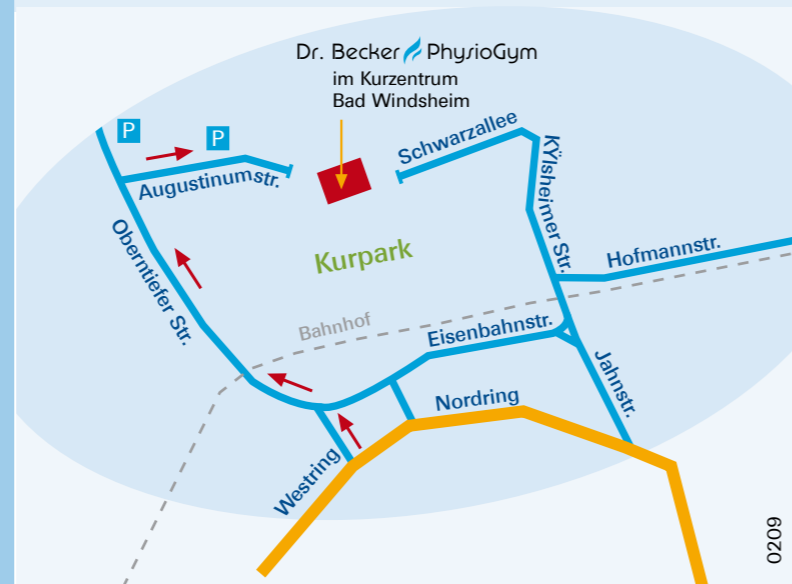 Dr. Becker PhysioGym
im Kurzentrum
Bad Windsheim
P
P
Schwarzallee
KŸlsheimer Str.
Augustinumstr.
Oberntiefer Str.
Kurpark
Hofmannstr.
Bahnhof
Eisenbahnstr.
Jahnstr.
Nordring
Westring
0209